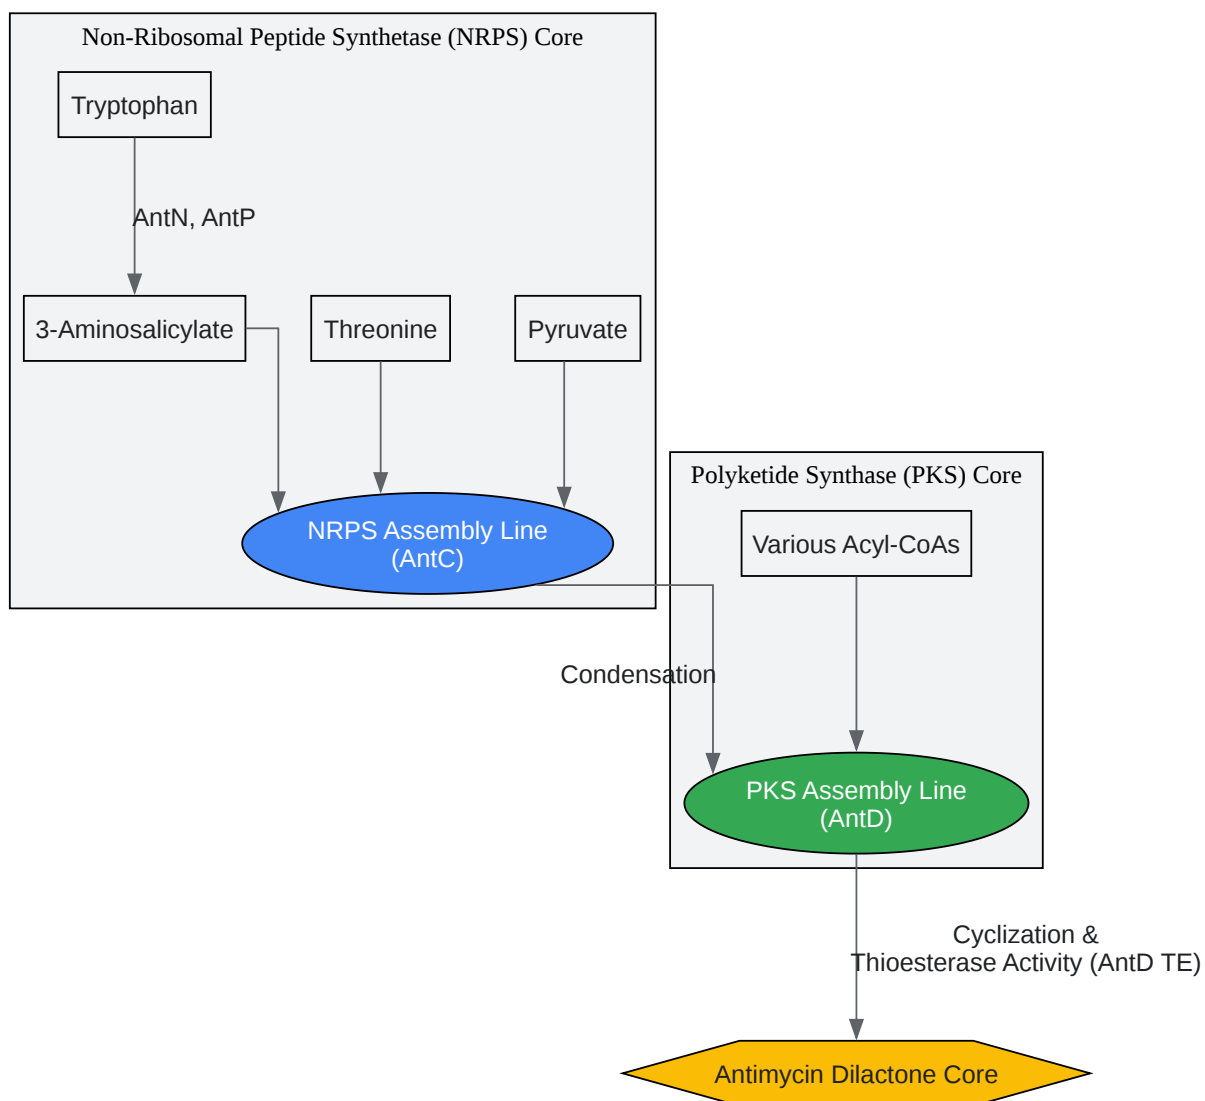 Non-Ribosomal Peptide Synthetase (NRPS) Core
Tryptophan
AntN, AntP
3-Aminosalicylate
Threonine
Pyruvate
NRPS Assembly Line
(AntC)
Polyketide Synthase (PKS) Core
Various Acyl-CoAs
Condensation
PKS Assembly Line
(AntD)
Cyclization &
Thioesterase Activity (AntD TE)
Antimycin Dilactone Core